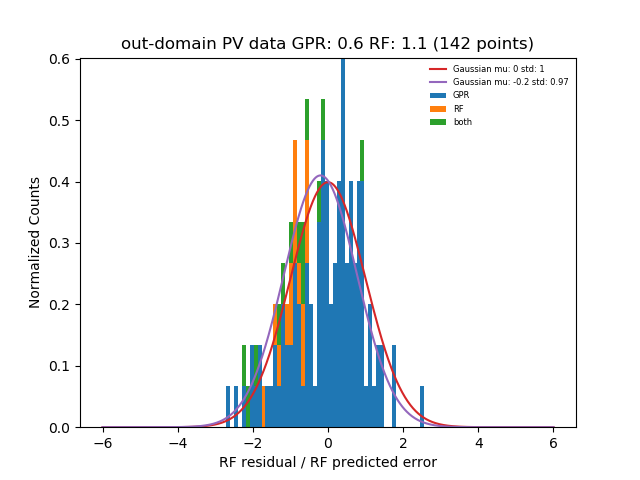 out-domain PV data GPR: 0.6 RF: 1.1 (142 points)
Gaussian mu: 0 std: 1
Gaussian mu: -0.2 std: 0.97
GPR
RF
both
Normalized Counts
0.6
0.5
0.4
0.3
0.2
0.1
0.0
−6 −4 −2 0 2 4 6
RF residual / RF predicted error